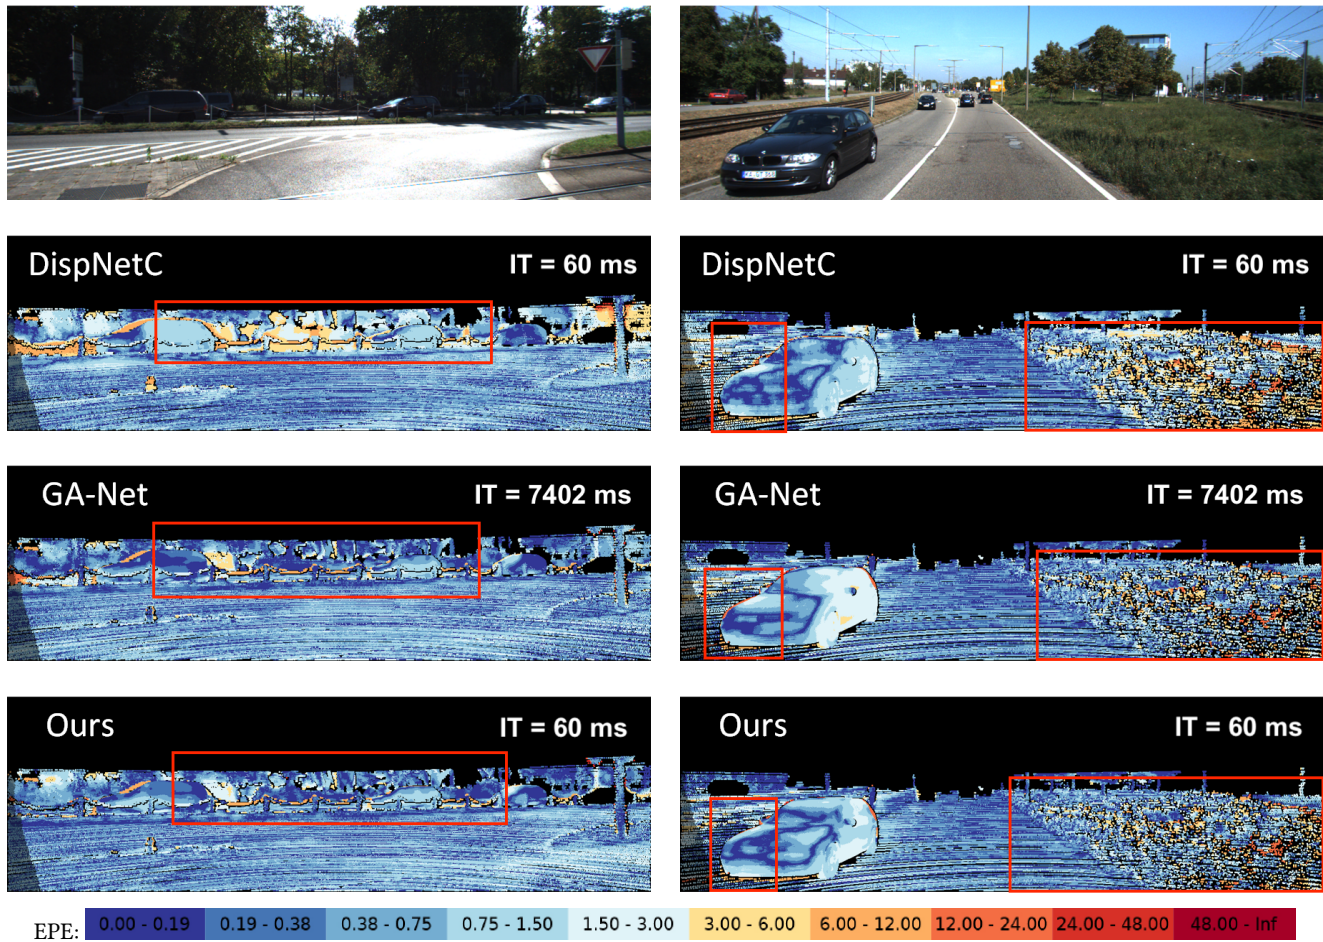 DispNetC IT = 60 ms DispNetC IT = 60 ms
GA-Net IT = 7402 ms GA-Net IT = 7402 ms
Ours IT = 60 ms Ours IT = 60 ms
EPE: 0.00 - 0.19 0.19 - 0.38 0.38 - 0.75 0.75 - 1.50 1.50 - 3.00 3.00 - 6.00 6.00 - 12.00 12.00 - 24.00 24.00 - 48.00 48.00 - Inf